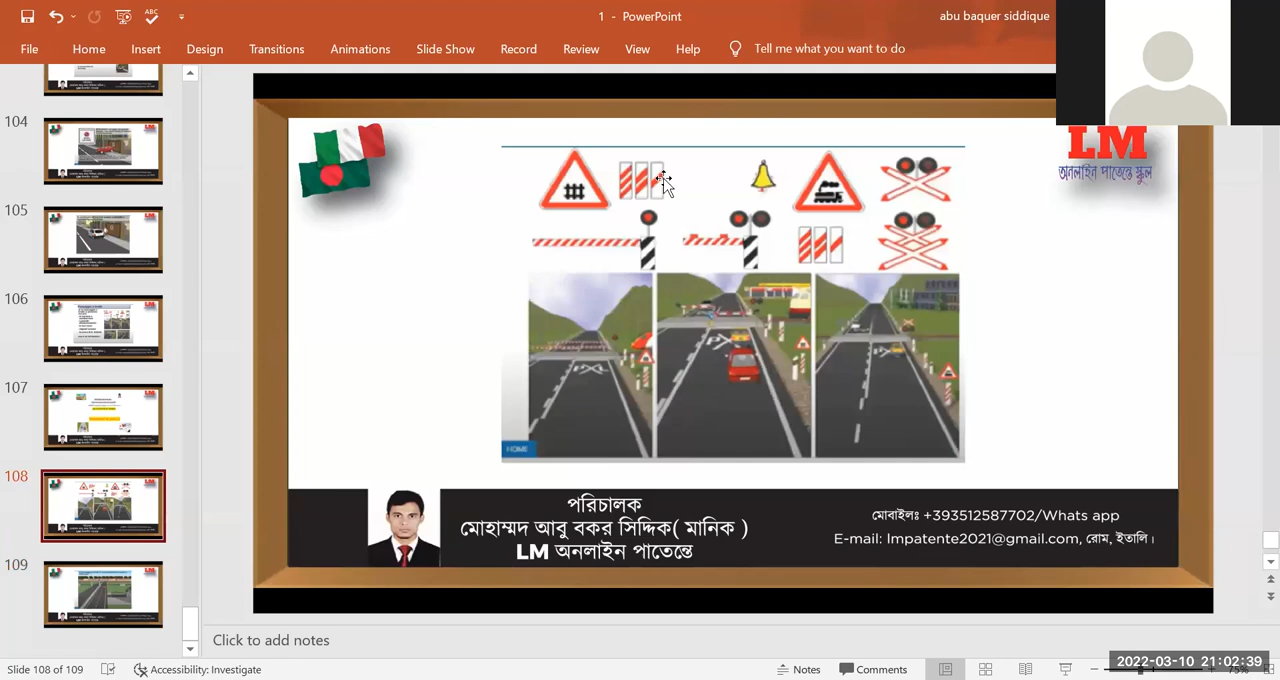 ABC
1 - PowerPoint
abu baquer siddique
File Home Insert Design Transitions Animations Slide Show Record Review View Help Tell me what you want to do
104
105
106
107
108
109
LM
অনলাইন পাতেন্তে স্কুল
HOME
পরিচালক
মোহাম্মদ আবু বকর সিদ্দিক( মানিক )
LM অনলাইন পাতেন্তে
মোবাইলঃ +393512587702/Whats app
E-mail: lmpatente2021@gmail.com, রোম, ইতালি।
Click to add notes
Slide 108 of 109 Accessibility: Investigate Notes Comments
2022-03-10 21:02:39